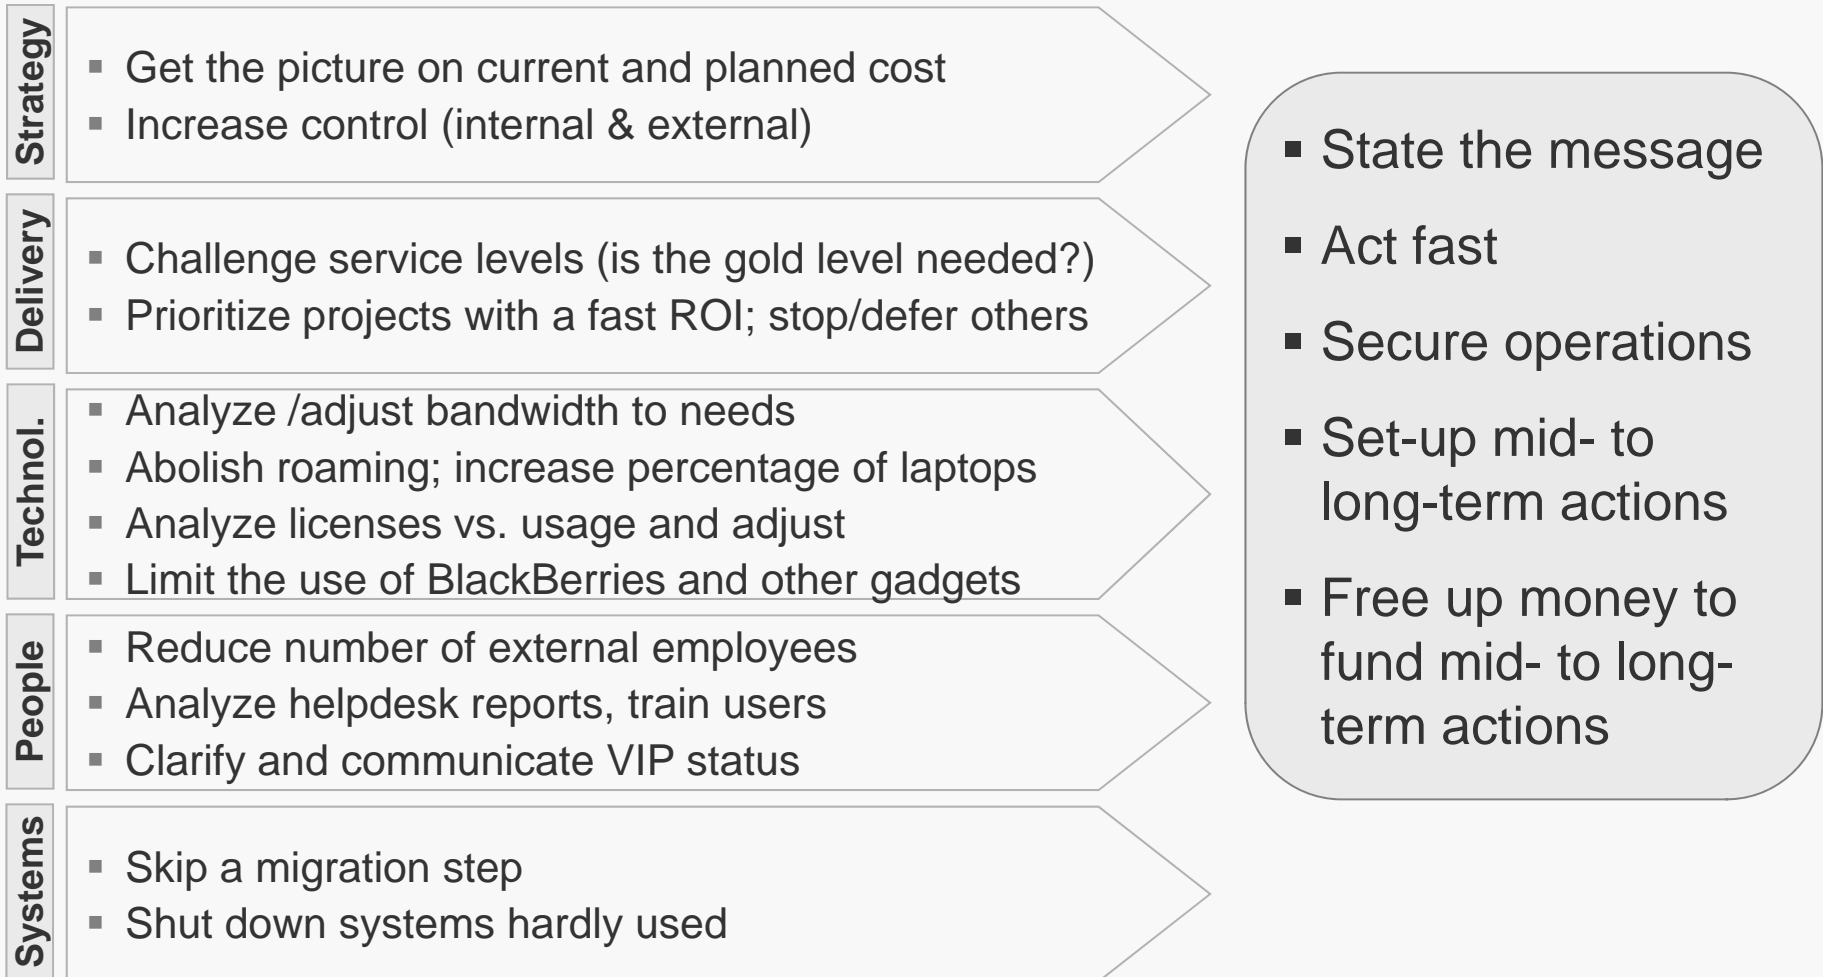 Strategy
▪ Get the picture on current and planned cost
▪ Increase control (internal & external)
Delivery
▪ Challenge service levels (is the gold level needed?)
▪ Prioritize projects with a fast ROI; stop/defer others
Technol.
▪ Analyze /adjust bandwidth to needs
▪ Abolish roaming; increase percentage of laptops
▪ Analyze licenses vs. usage and adjust
▪ Limit the use of BlackBerries and other gadgets
People
▪ Reduce number of external employees
▪ Analyze helpdesk reports, train users
▪ Clarify and communicate VIP status
Systems
▪ Skip a migration step
▪ Shut down systems hardly used
▪ State the message
▪ Act fast
▪ Secure operations
▪ Set-up mid- to
long-term actions
▪ Free up money to
fund mid- to long-
term actions